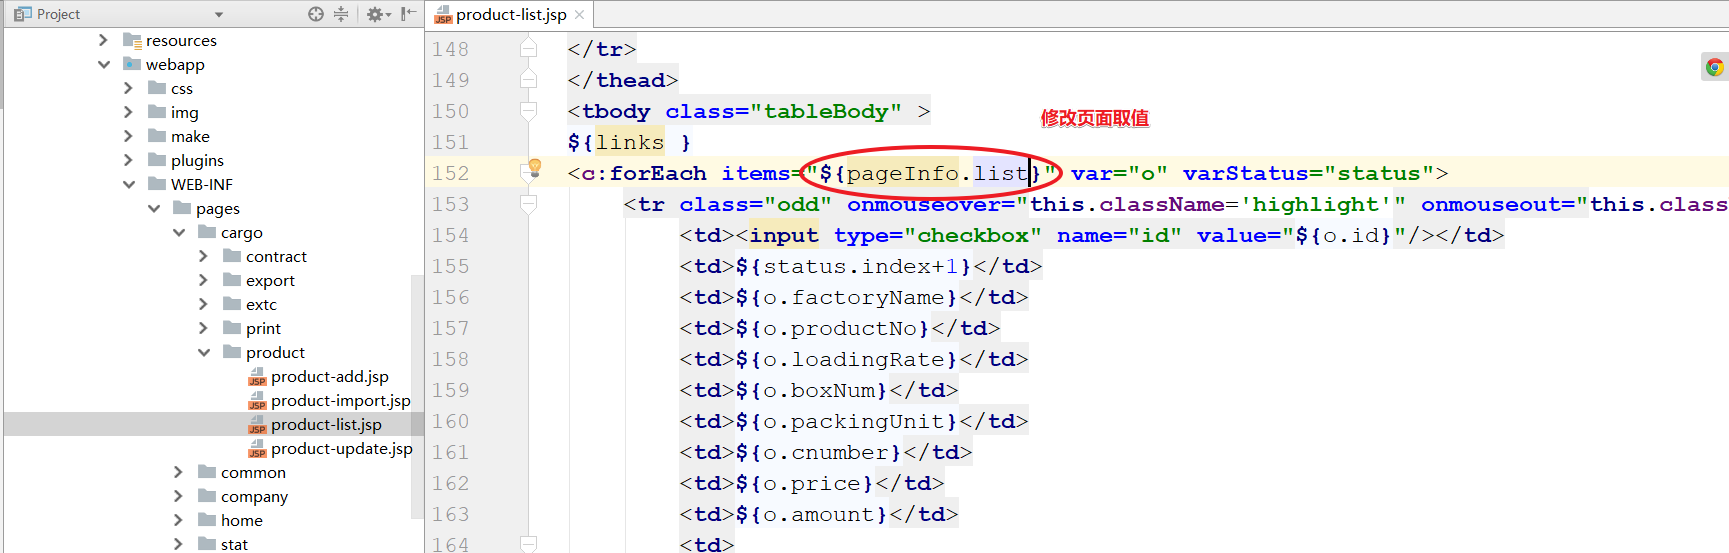 Project
resources
webapp
css
img
make
plugins
WEB-INF
pages
cargo
contract
export
extc
print
product
product-add.jsp
product-import.jsp
product-list.jsp
product-update.jsp
common
company
home
stat
product-list.jsp
148 </tr>
149 </thead>
150 <tbody class="tableBody" >
修改页面取值
151 ${links }
152 <c:forEach items="${pageInfo.list}" var="o" varStatus="status">
153 <tr class="odd" onmouseover="this.className='highlight'" onmouseout="this.class
154 <td><input type="checkbox" name="id" value="${o.id}"/></td>
155 <td>${status.index+1}</td>
156 <td>${o.factoryName}</td>
157 <td>${o.productNo}</td>
158 <td>${o.loadingRate}</td>
159 <td>${o.boxNum}</td>
160 <td>${o.packingUnit}</td>
161 <td>${o.cnumber}</td>
162 <td>${o.price}</td>
163 <td>${o.amount}</td>
164 <td>